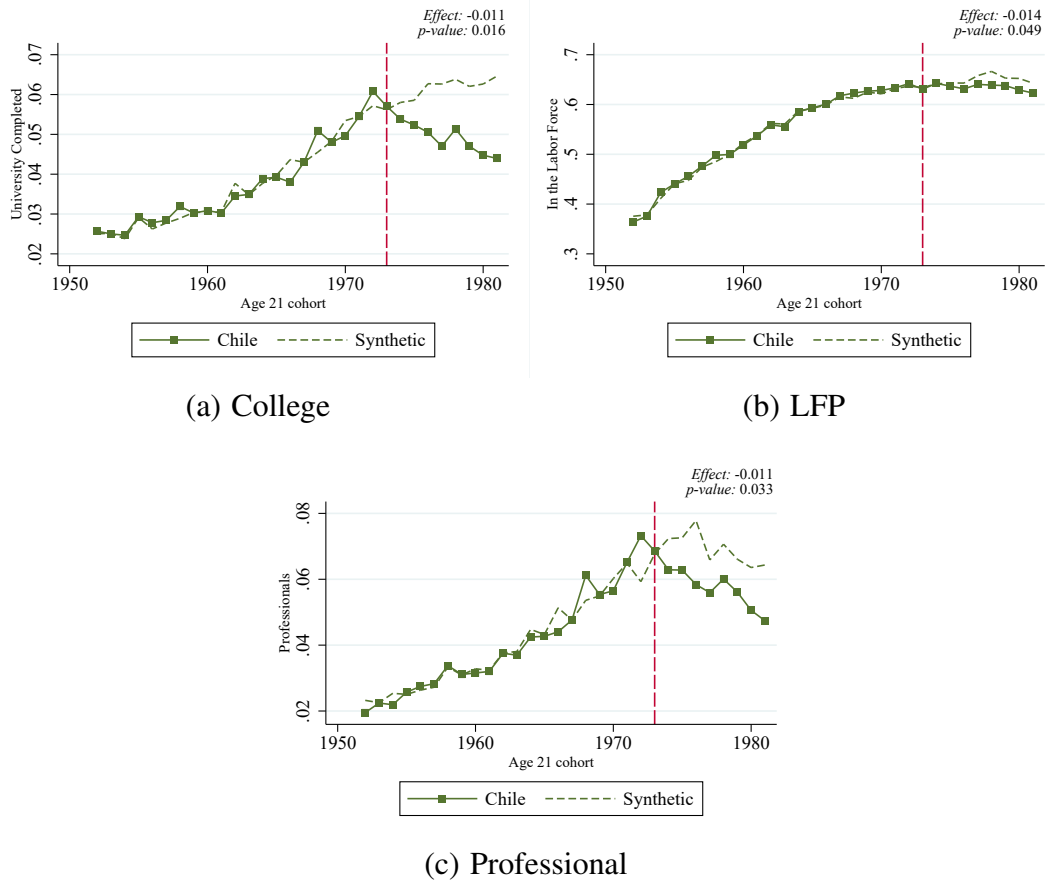 Effect: -0.011
p-value: 0.016
University Completed
.07
.06
.05
.04
.03
.02
1950 1960 1970 1980
Age 21 cohort
Chile Synthetic
(a) College
Effect: -0.014
p-value: 0.049
In the Labor Force
.7
.6
.5
.4
.3
1950 1960 1970 1980
Age 21 cohort
Chile Synthetic
(b) LFP
Effect: -0.011
p-value: 0.033
Professionals
.08
.06
.04
.02
1950 1960 1970 1980
Age 21 cohort
Chile Synthetic
(c) Professional